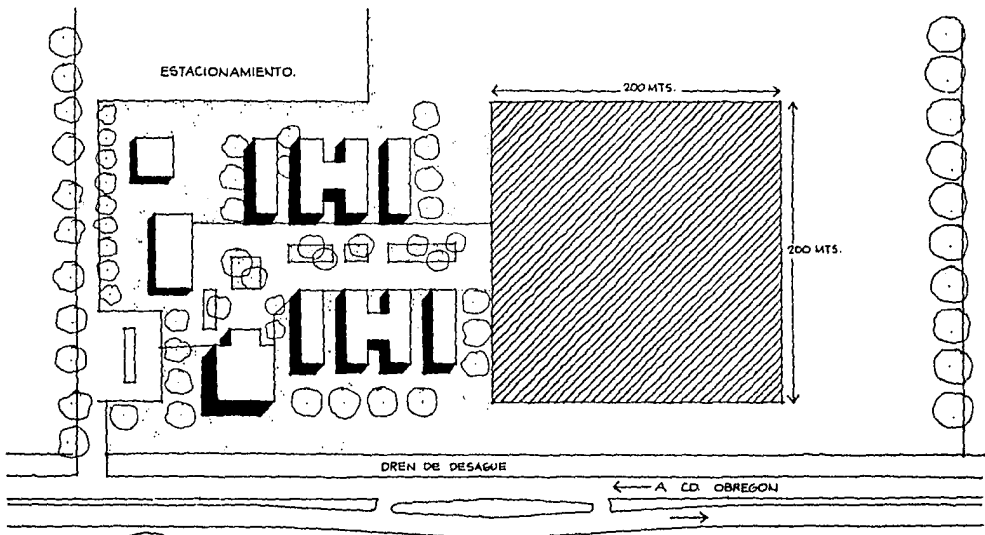 ESTACIONAMIENTO.
200 MTS.
200 MTS.
DREN DE DESAGUE
A CD. OBREGON